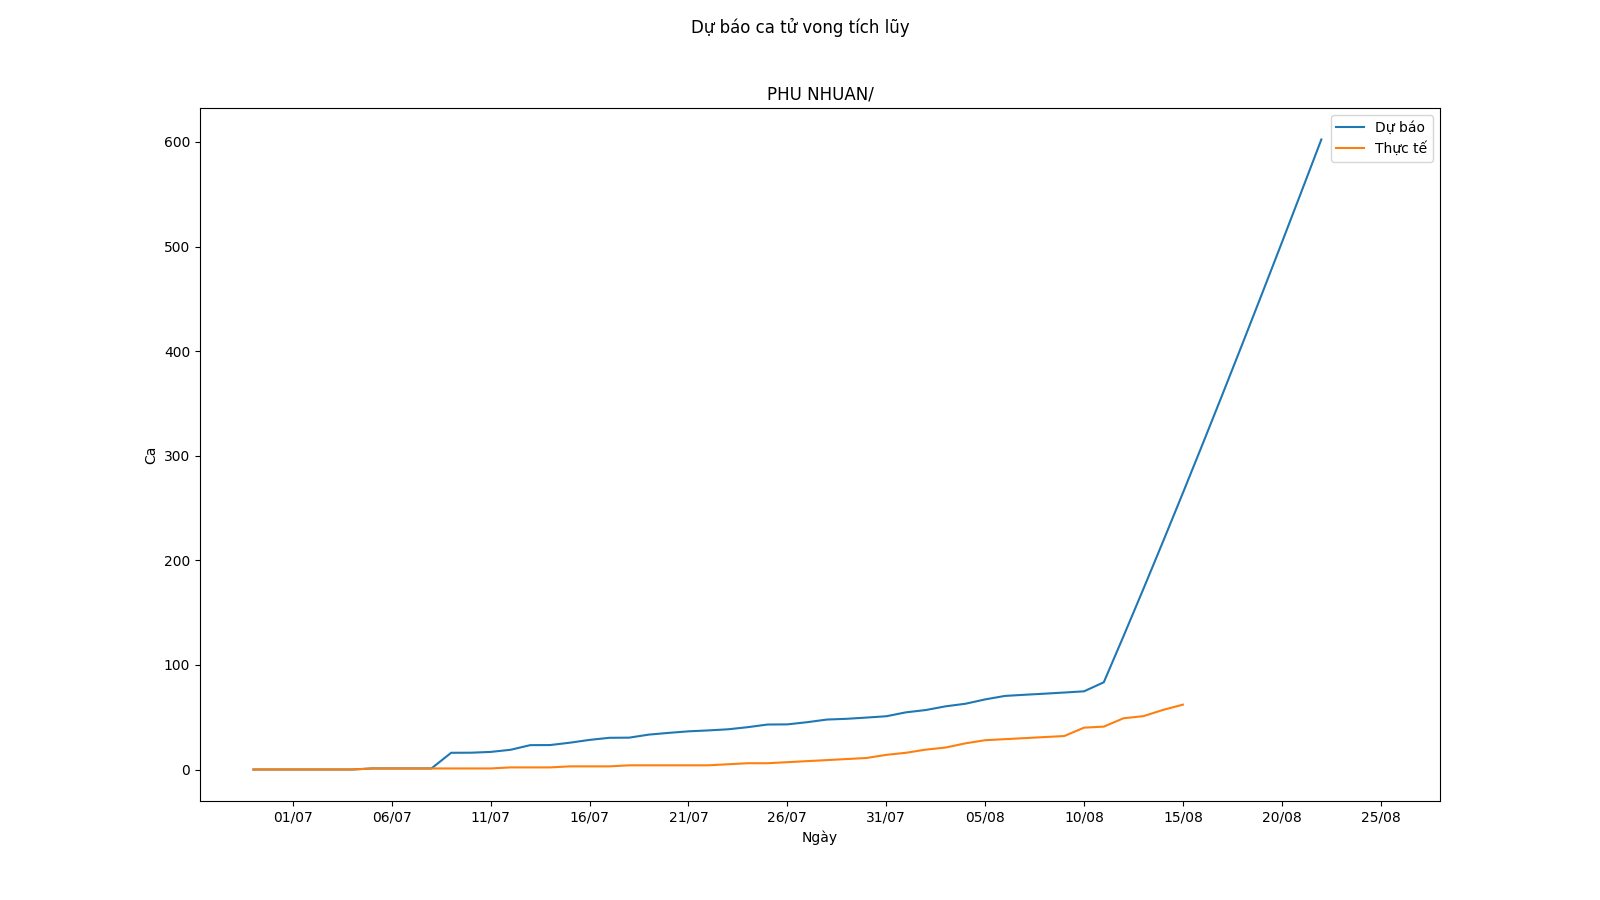 Dự báo ca tử vong tích lũy
PHU NHUAN/
Dự báo
Thực tế
600
500
400
300
200
100
0
Ca
01/07 06/07 11/07 16/07 21/07 26/07 31/07 05/08 10/08 15/08 20/08 25/08
Ngày